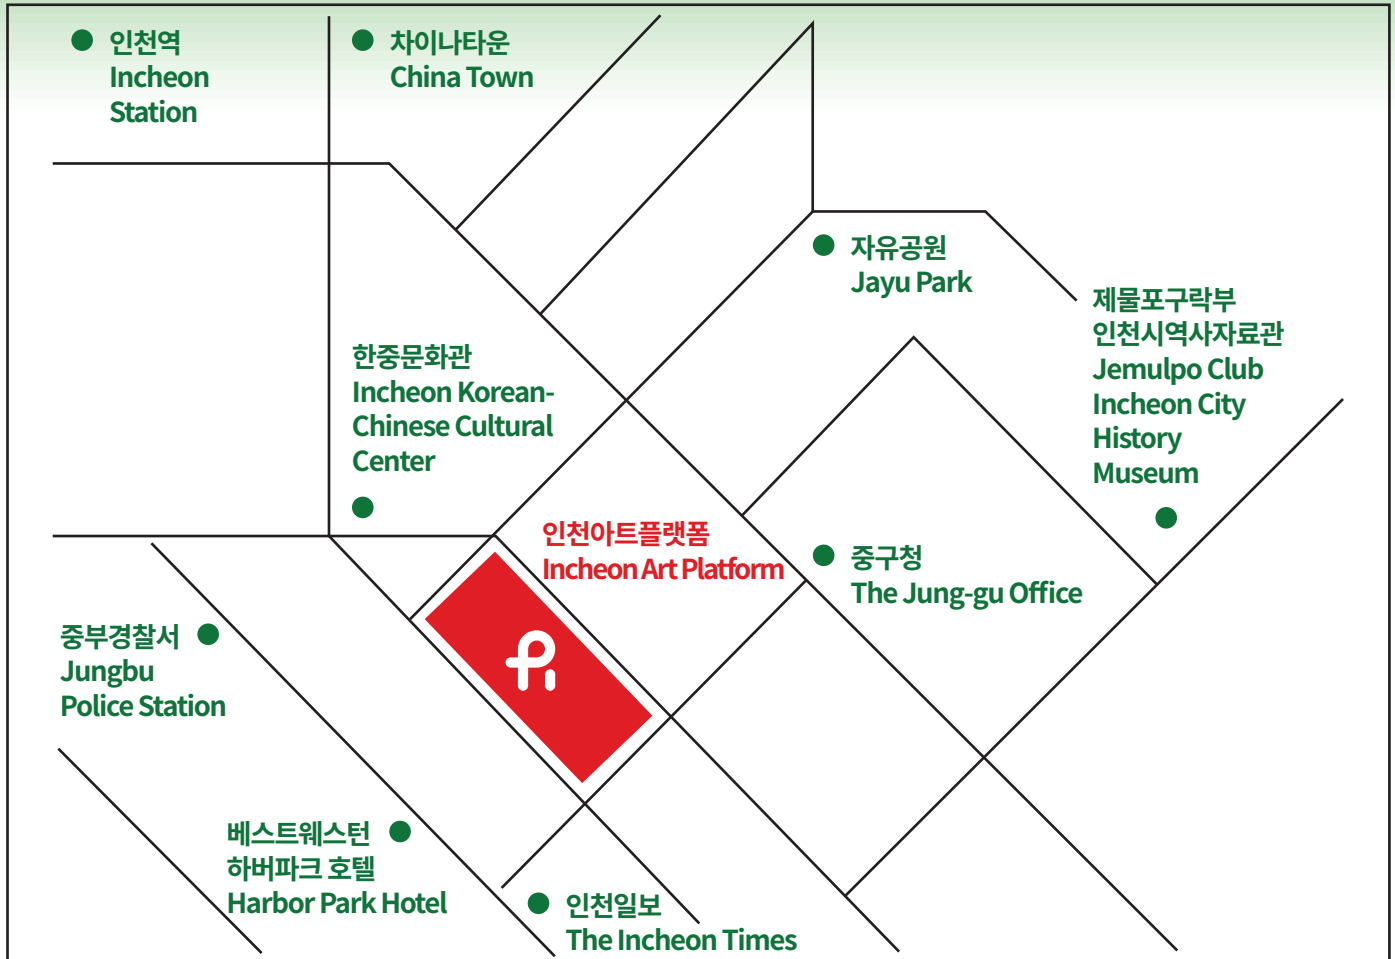 인천역
Incheon
Station
차이나타운
China Town
자유공원
Jayu Park
제물포구락부
인천시역사자료관
Jemulpo Club
Incheon City
History
Museum
한중문화관
Incheon Korean-
Chinese Cultural
Center
인천아트플랫폼
Incheon Art Platform
중구청
The Jung-gu Office
중부경찰서
Jungbu
Police Station
베스트웨스턴
하버파크 호텔
Harbor Park Hotel
인천일보
The Incheon Times